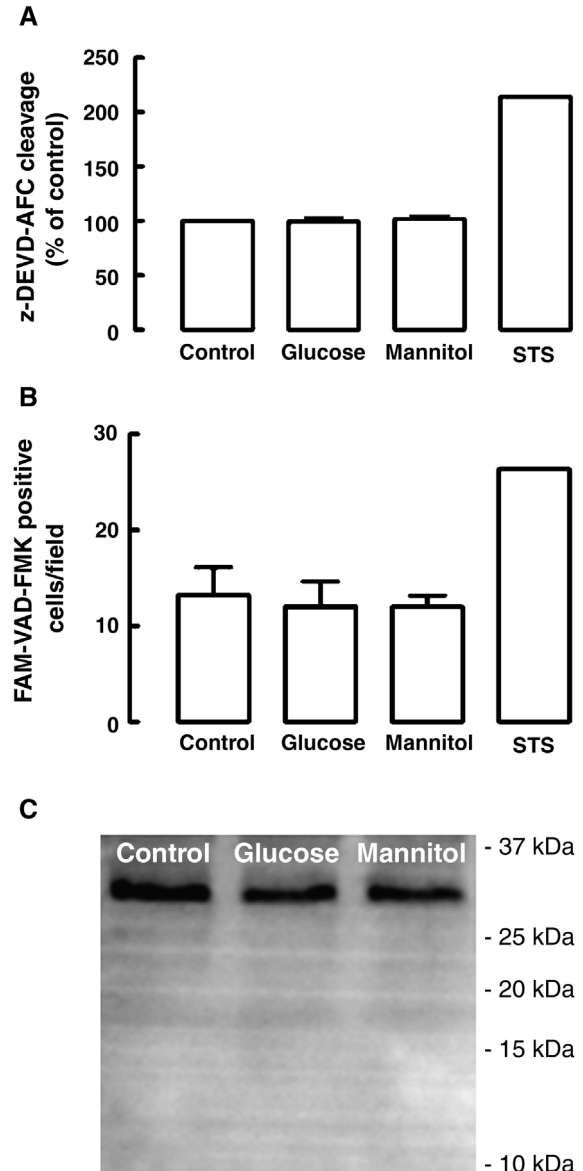 A
z-DEVD-AFC cleavage
(% of control)
250
200
150
100
50
0
Control Glucose Mannitol STS
B
FAM-VAD-FMK positive
cells/field
30
20
10
0
Control Glucose Mannitol STS
C
Control Glucose Mannitol
- 37 kDa
- 25 kDa
- 20 kDa
- 15 kDa
- 10 kDa